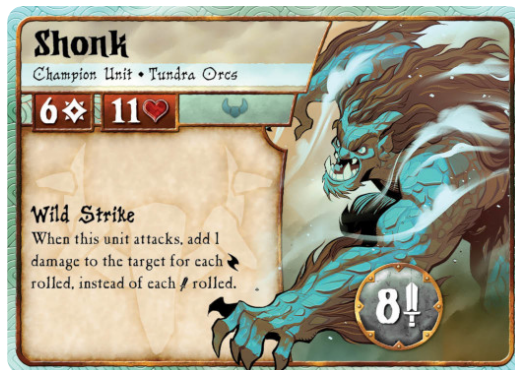 Shonk
Champion Unit • Tundra Orcs
6 11
Wild Strike
When this unit attacks, add 1
damage to the target for each
rolled, instead of each rolled.
8